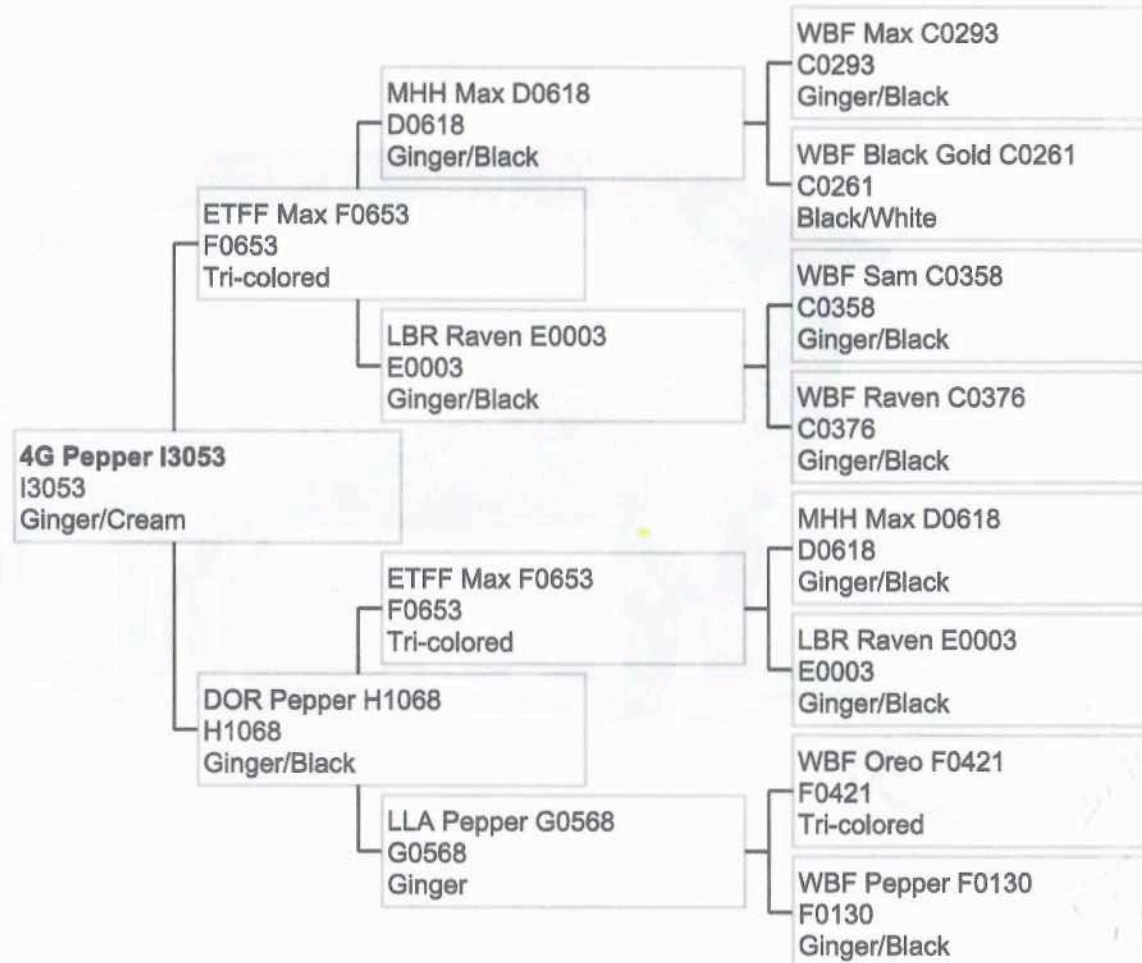 4G Pepper I3053
I3053
Ginger/Cream
ETFF Max F0653
F0653
Tri-colored
DOR Pepper H1068
H1068
Ginger/Black
MHH Max D0618
D0618
Ginger/Black
LBR Raven E0003
E0003
Ginger/Black
ETFF Max F0653
F0653
Tri-colored
LLA Pepper G0568
G0568
Ginger
WBF Max C0293
C0293
Ginger/Black
WBF Black Gold C0261
C0261
Black/White
WBF Sam C0358
C0358
Ginger/Black
WBF Raven C0376
C0376
Ginger/Black
MHH Max D0618
D0618
Ginger/Black
LBR Raven E0003
E0003
Ginger/Black
WBF Oreo F0421
F0421
Tri-colored
WBF Pepper F0130
F0130
Ginger/Black